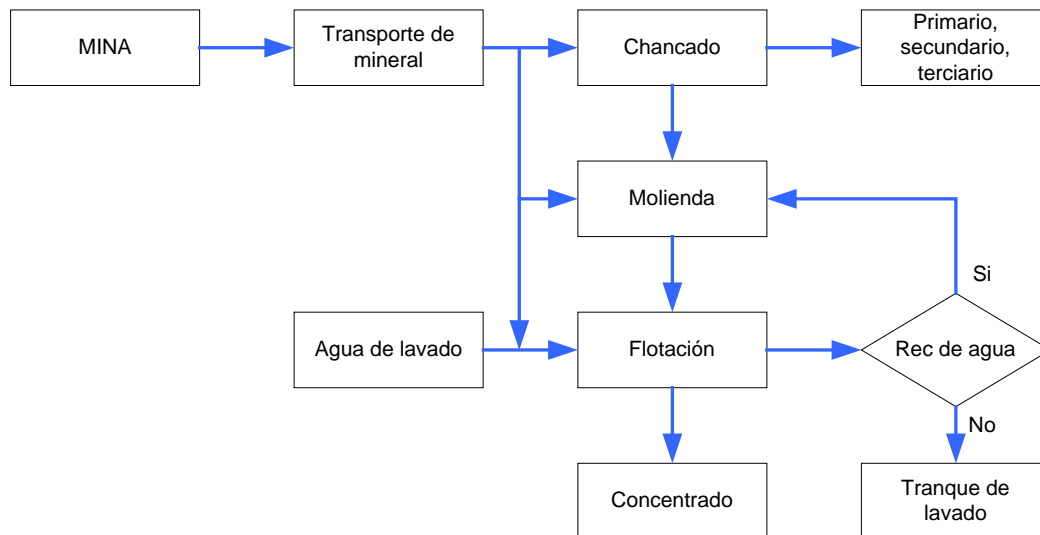 MINA
Transporte de
mineral
Chancado
Primario,
secundario,
terciario
Molienda
Si
Agua de lavado
Flotación
Rec de agua
No
Concentrado
Tranque de
lavado